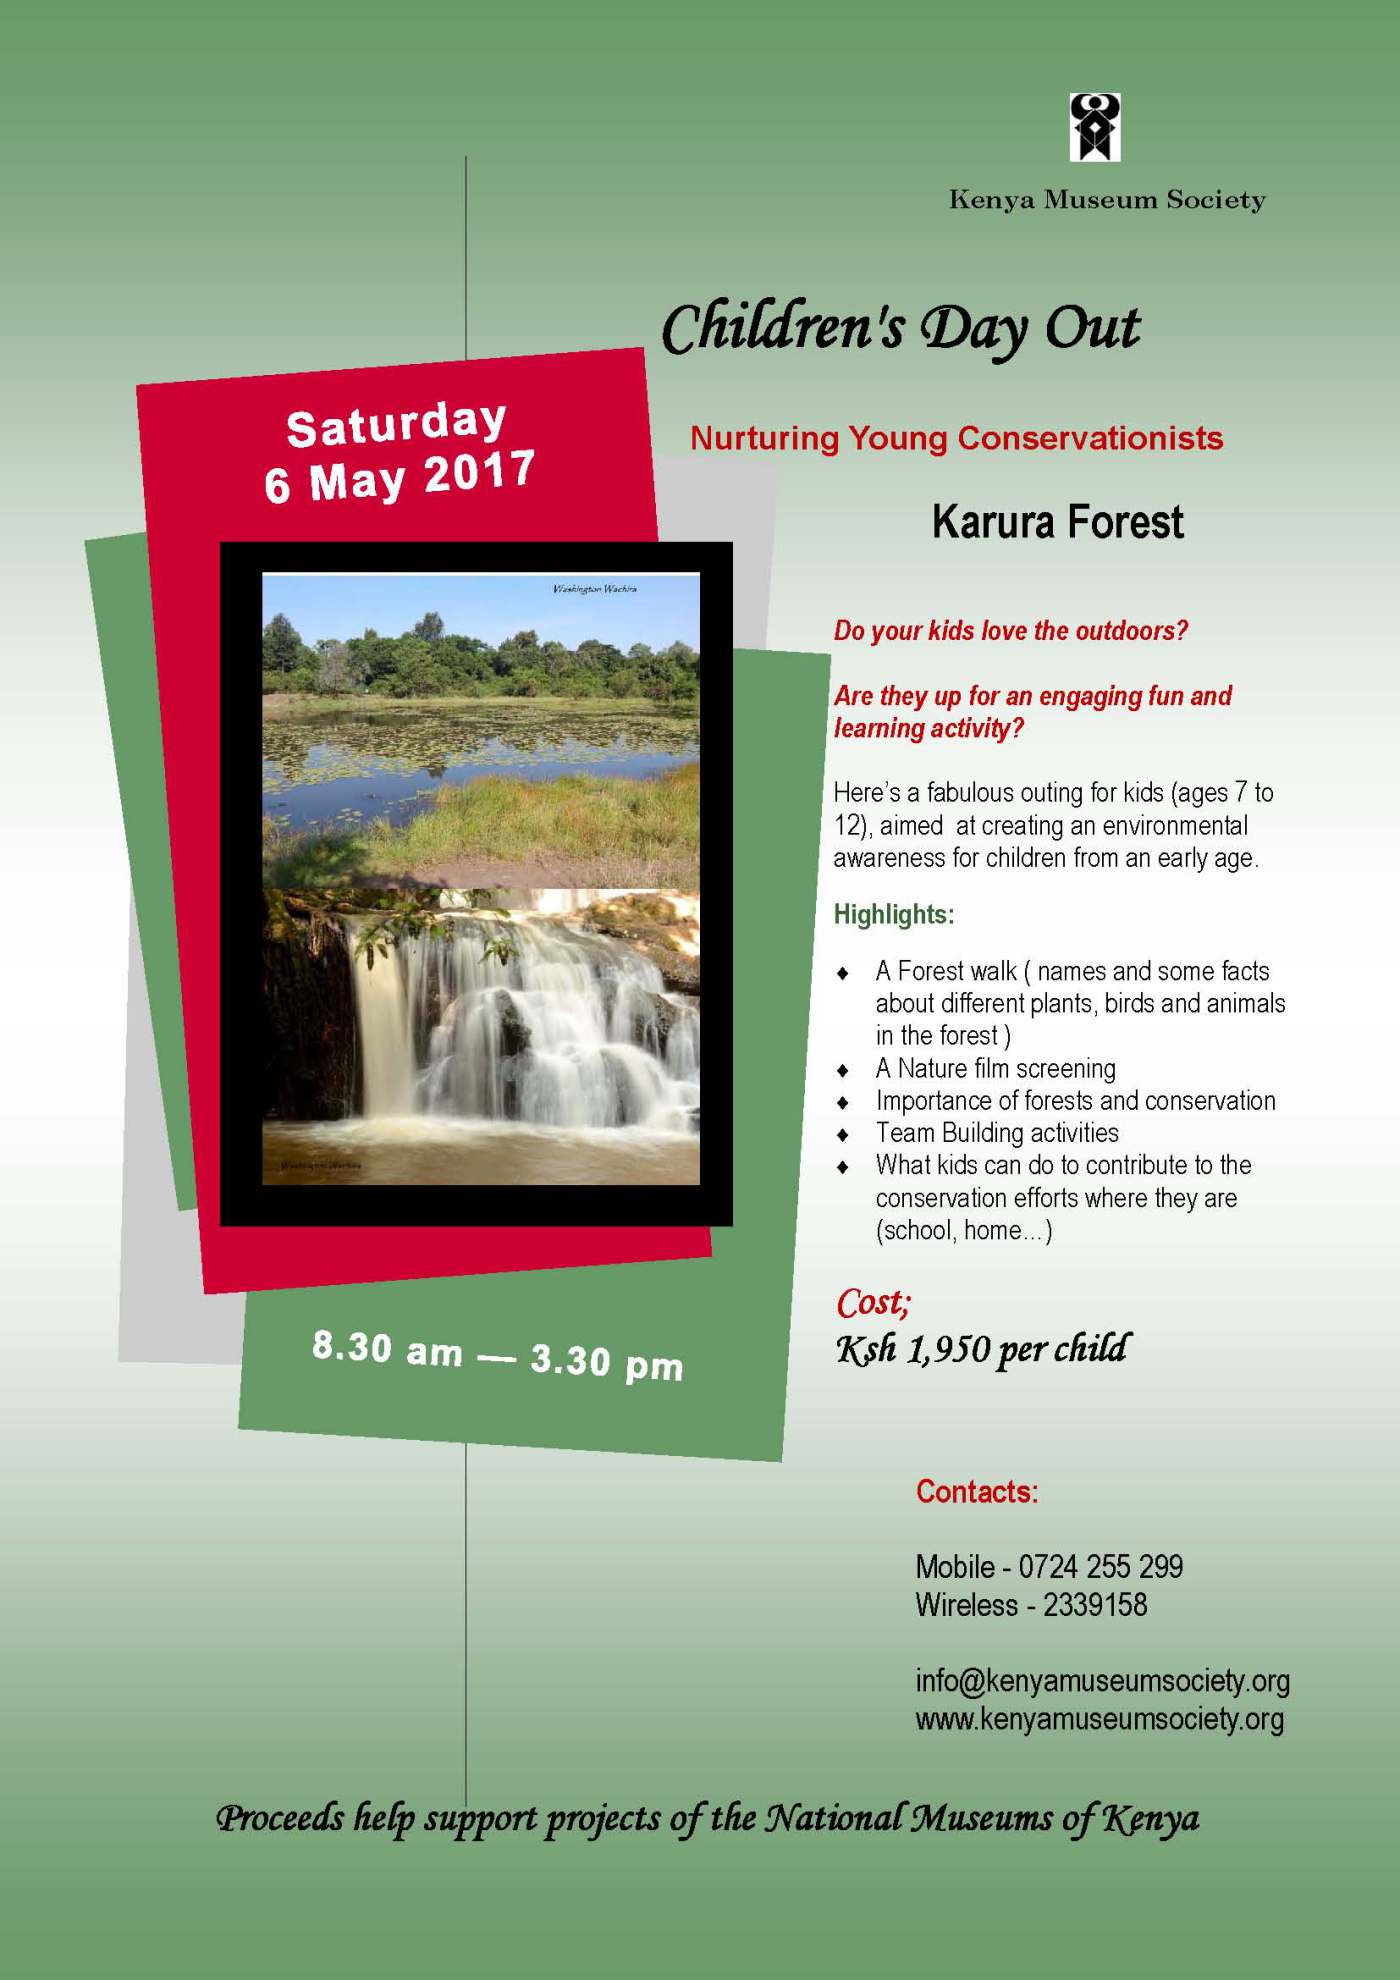 Kenya Museum Society
Children's Day Out
Saturday
6 May 2017
Nurturing Young Conservationists
Karura Forest
Washington Wachira
Do your kids love the outdoors?
Are they up for an engaging fun and
learning activity?
Here’s a fabulous outing for kids (ages 7 to
12), aimed  at creating an environmental
awareness for children from an early age.
Highlights:
♦ A Forest walk ( names and some facts
about different plants, birds and animals
in the forest )
♦ A Nature film screening
♦ Importance of forests and conservation
♦ Team Building activities
♦ What kids can do to contribute to the
conservation efforts where they are
(school, home…)
Washington Wachira
Cost;
Ksh 1,950 per child
8.30 am — 3.30 pm
Contacts:
Mobile - 0724 255 299
Wireless - 2339158
info@kenyamuseumsociety.org
www.kenyamuseumsociety.org
Proceeds help support projects of the National Museums of Kenya